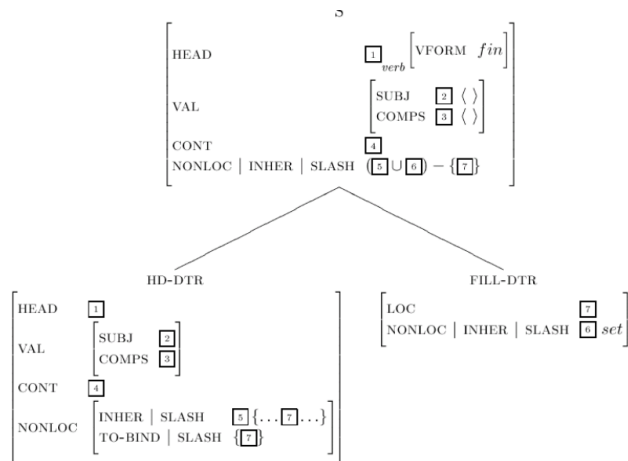 S
HEAD 1 verb [VFORM fin]
VAL [SUBJ 2 ⟨ ⟩
COMPS 3 ⟨ ⟩]
CONT 4
NONLOC | INHER | SLASH (5 ∪ 6) − {7}
HD-DTR
HEAD 1
VAL [SUBJ 2
COMPS 3]
CONT 4
NONLOC [INHER | SLASH 5 {...7...}
TO-BIND | SLASH {7}]
FILL-DTR
LOC 7
NONLOC | INHER | SLASH 6 set